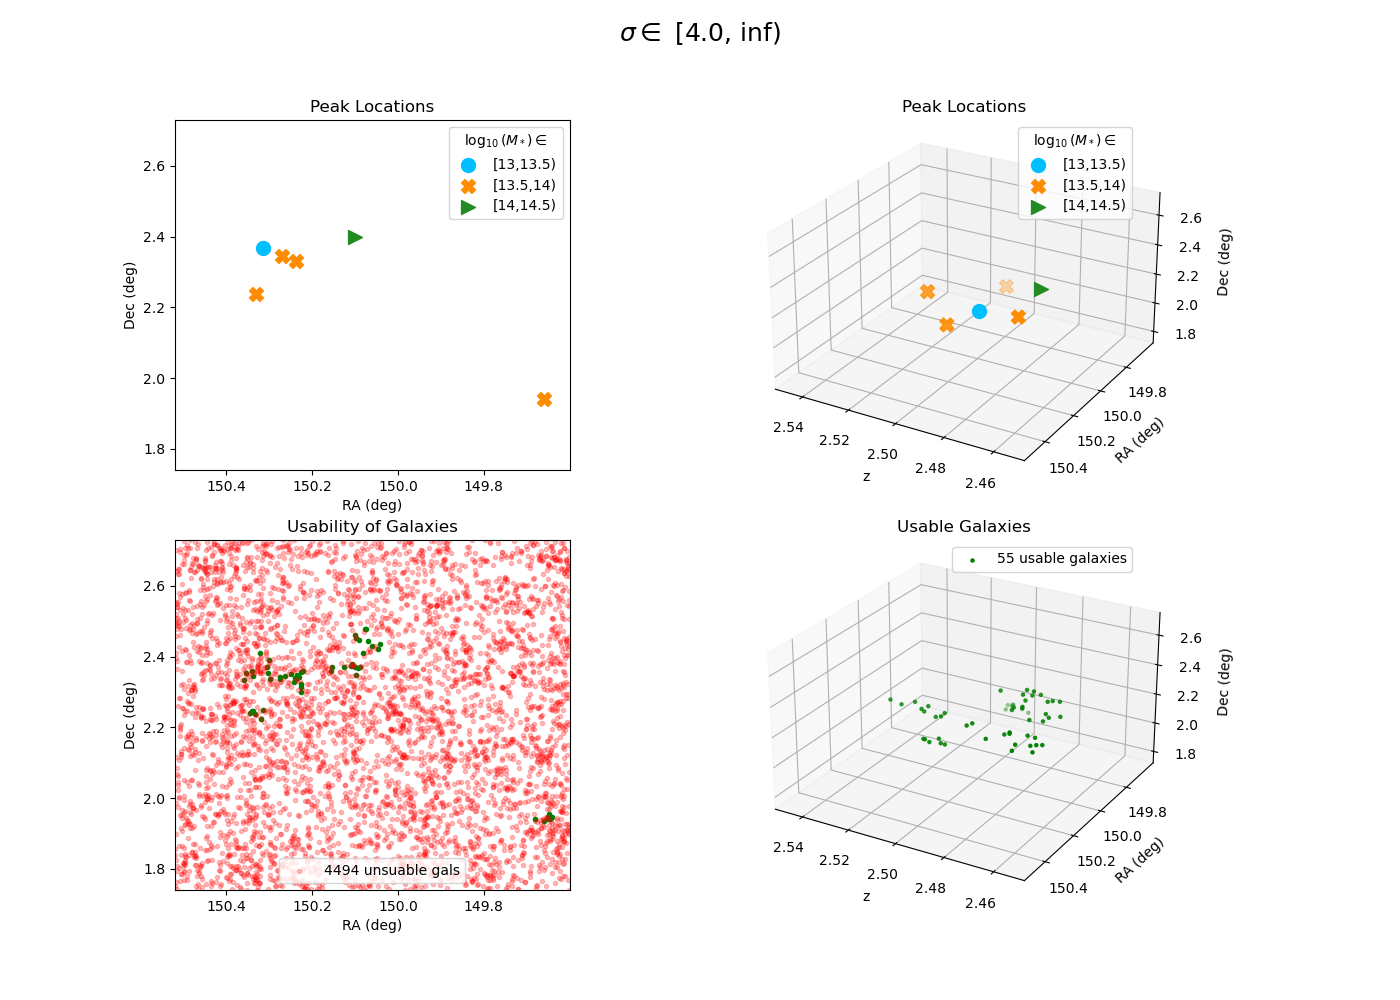 σ ∈ [4.0, inf)
Peak Locations
log₁₀(M*) ∈
[13,13.5)
[13.5,14)
[14,14.5)
2.6
2.4
2.2
2.0
1.8
Dec (deg)
150.4 150.2 150.0 149.8
RA (deg)
Peak Locations
log₁₀(M*) ∈
[13,13.5)
[13.5,14)
[14,14.5)
2.6
2.4
2.2
2.0
1.8
Dec (deg)
149.8
150.0
150.2
150.4
RA (deg)
2.54
2.52
2.50
2.48
2.46
z
Usability of Galaxies
2.6
2.4
2.2
2.0
1.8
Dec (deg)
4494 unsuable gals
150.4 150.2 150.0 149.8
RA (deg)
Usable Galaxies
55 usable galaxies
2.6
2.4
2.2
2.0
1.8
Dec (deg)
149.8
150.0
150.2
150.4
RA (deg)
2.54
2.52
2.50
2.48
2.46
z